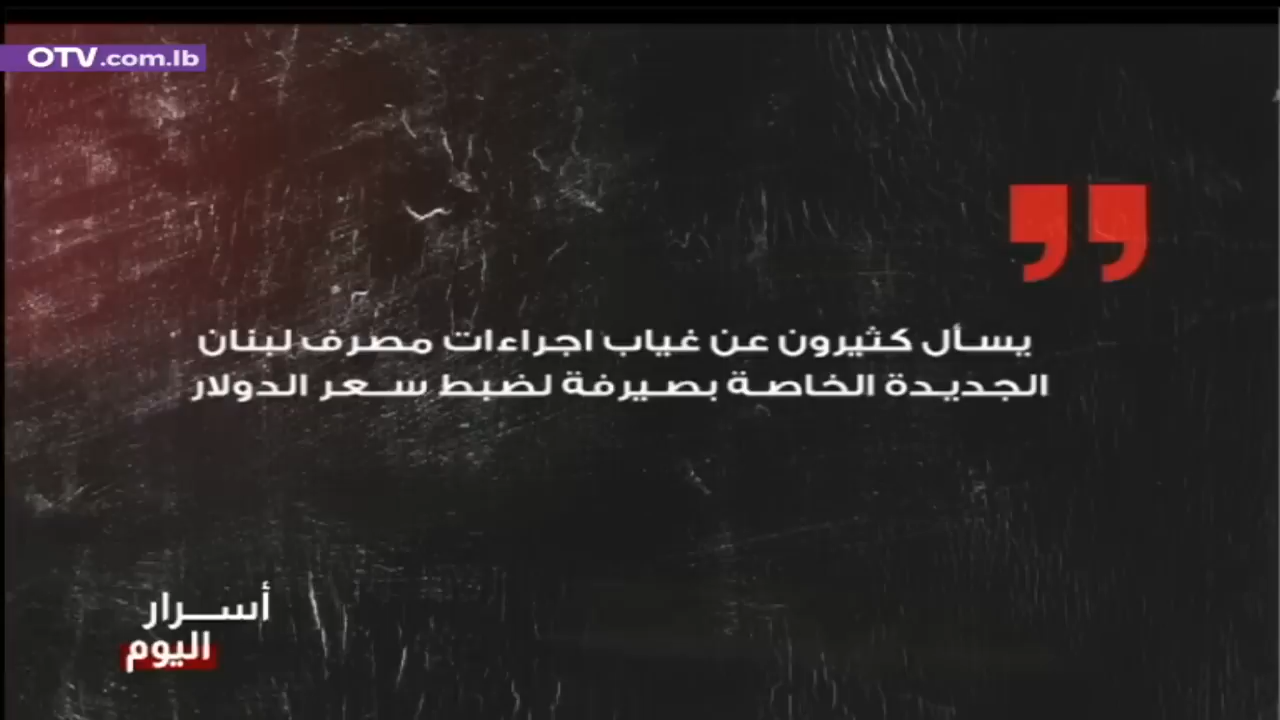 OTV.com.lb
يسأل كثيرون عن غياب اجراءات مصرف لبنان
الجديدة الخاصة بصيرفة لضبط سعر الدولار
أسرار
اليوم